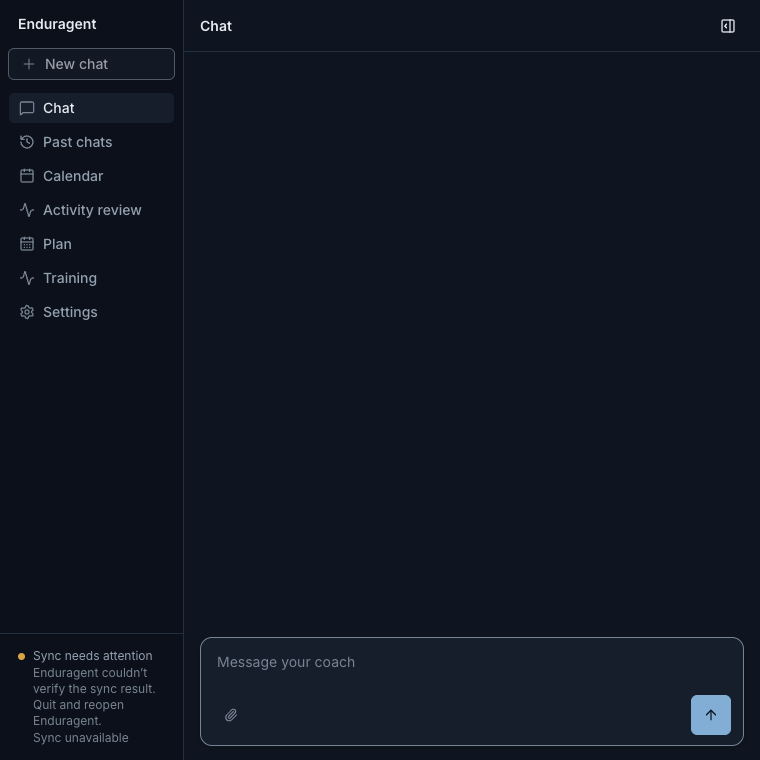 Enduragent
New chat
Chat
Past chats
Calendar
Activity review
Plan
Training
Settings
Sync needs attention
Enduragent couldn't
verify the sync result.
Quit and reopen
Enduragent.
Sync unavailable
Chat
Message your coach